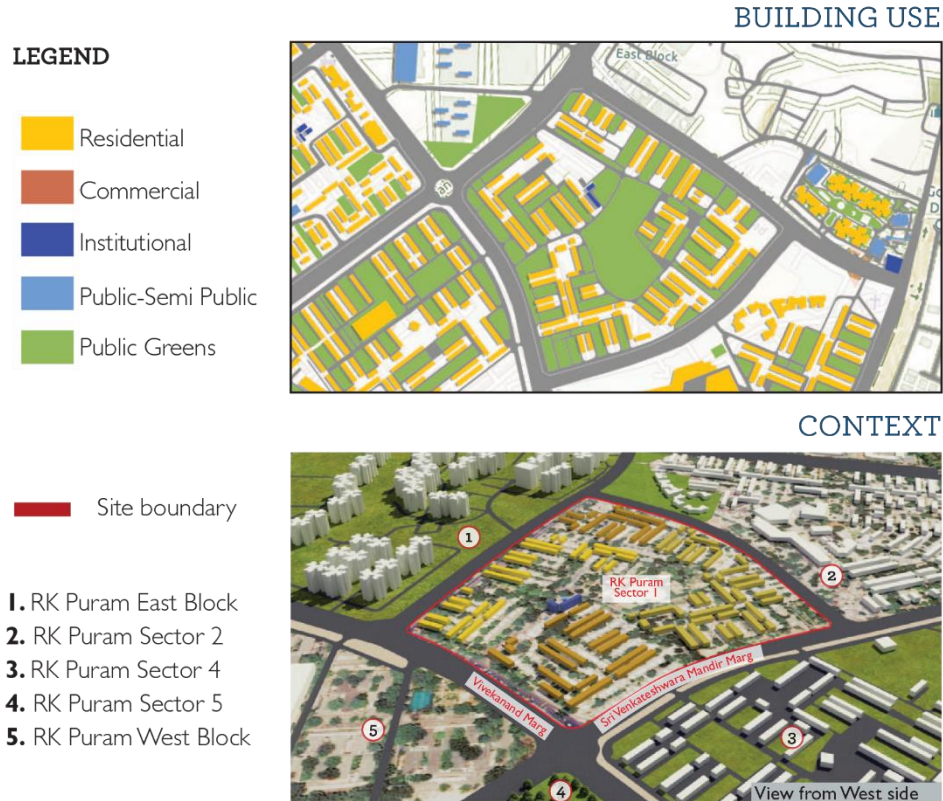 BUILDING USE
LEGEND
Residential
Commercial
Institutional
Public-Semi Public
Public Greens
East Block
CONTEXT
Site boundary
1. RK Puram East Block
2. RK Puram Sector 2
3. RK Puram Sector 4
4. RK Puram Sector 5
5. RK Puram West Block
1
RK Puram
Sector 1
2
Vivekanand Marg
Sri Venkateshwara Mandir Marg
5
3
4
View from West side